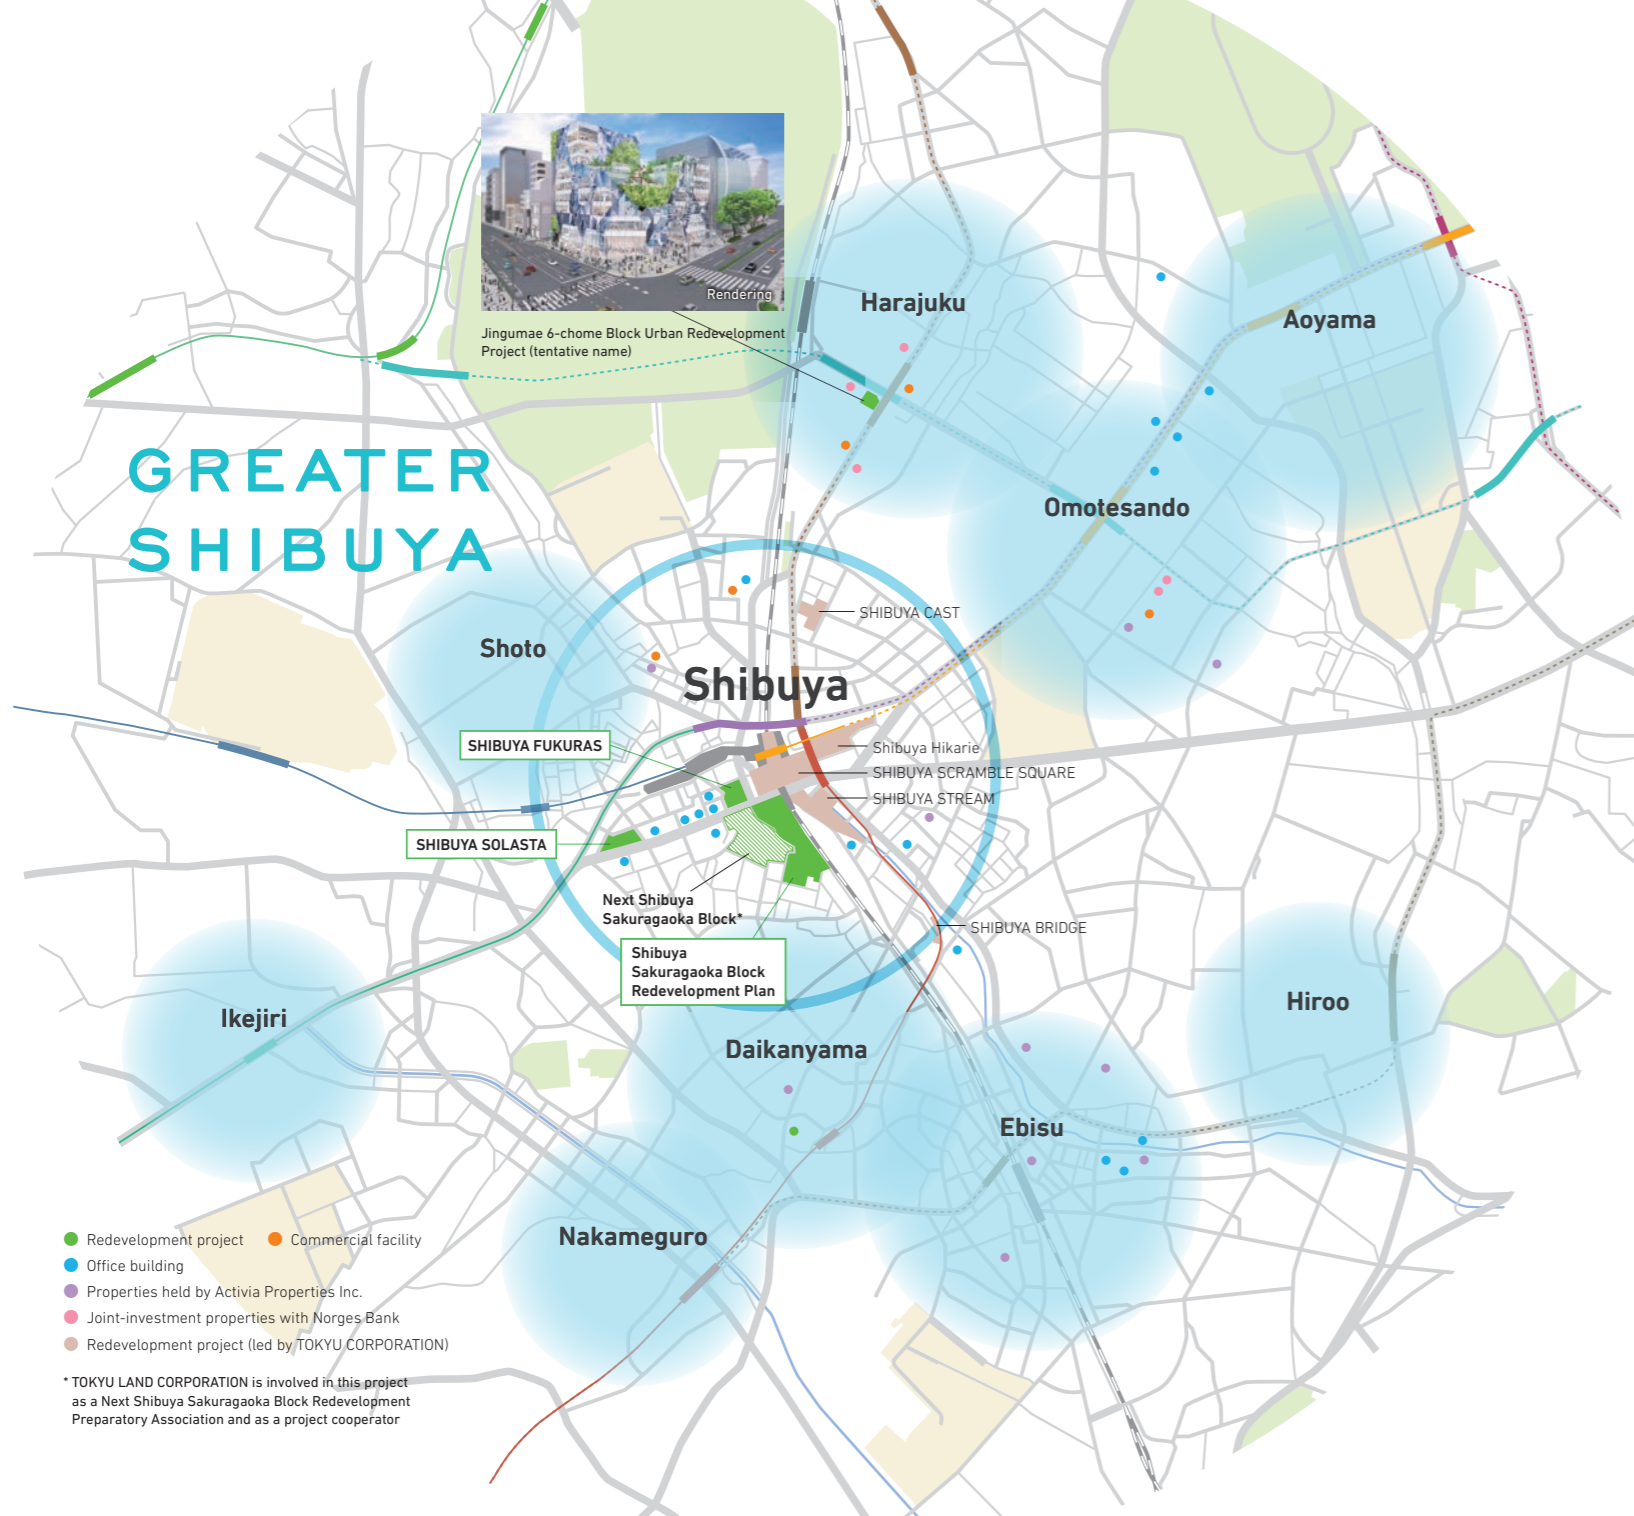 Rendering
Jingumae 6-chome Block Urban Redevelopment
Project (tentative name)
Harajuku
Aoyama
GREATER
SHIBUYA
Omotesando
SHIBUYA CAST
Shoto
Shibuya
SHIBUYA FUKURAS
Shibuya Hikarie
SHIBUYA SCRAMBLE SQUARE
SHIBUYA STREAM
SHIBUYA SOLASTA
Next Shibuya
Sakuragaoka Block*
SHIBUYA BRIDGE
Shibuya
Sakuragaoka Block
Redevelopment Plan
Ikejiri
Hiroo
Daikanyama
Ebisu
Nakameguro
Redevelopment project
Commercial facility
Office building
Properties held by Activia Properties Inc.
Joint-investment properties with Norges Bank
Redevelopment project (led by TOKYU CORPORATION)
* TOKYU LAND CORPORATION is involved in this project
as a Next Shibuya Sakuragaoka Block Redevelopment
Preparatory Association and as a project cooperator